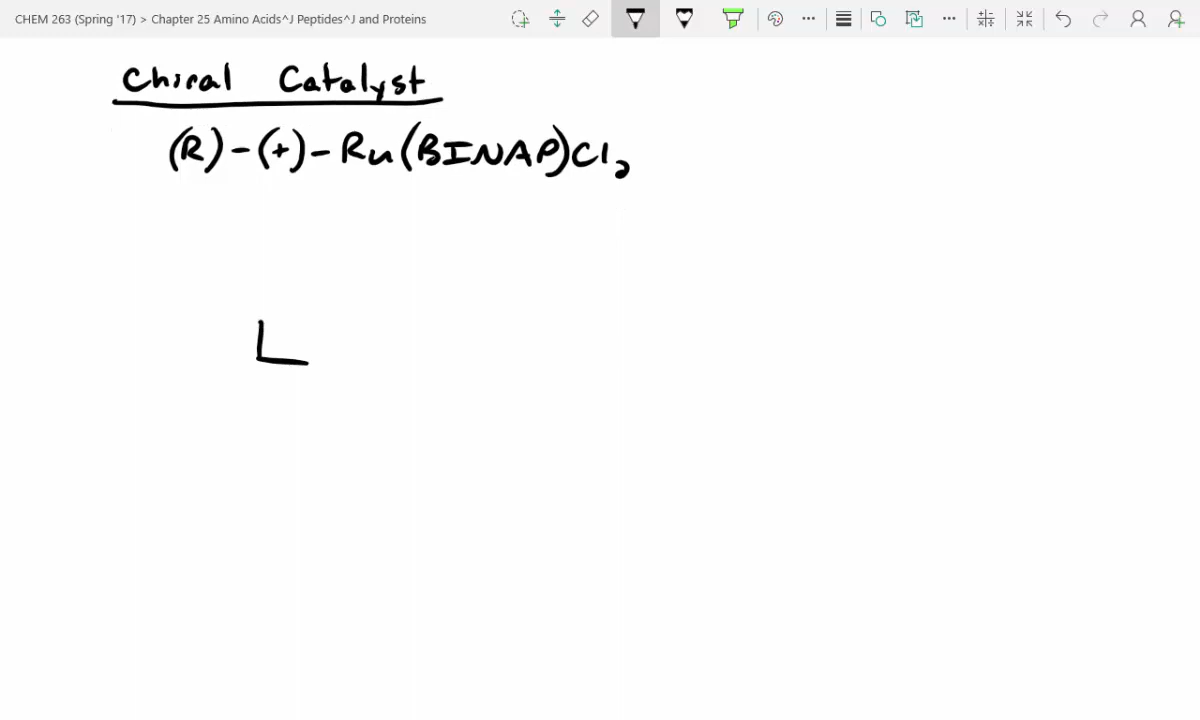 CHEM 263 (Spring '17) > Chapter 25 Amino Acids^J Peptides^J and Proteins
Chiral Catalyst
(R)-(+)-Ru(BINAP)Cl₂